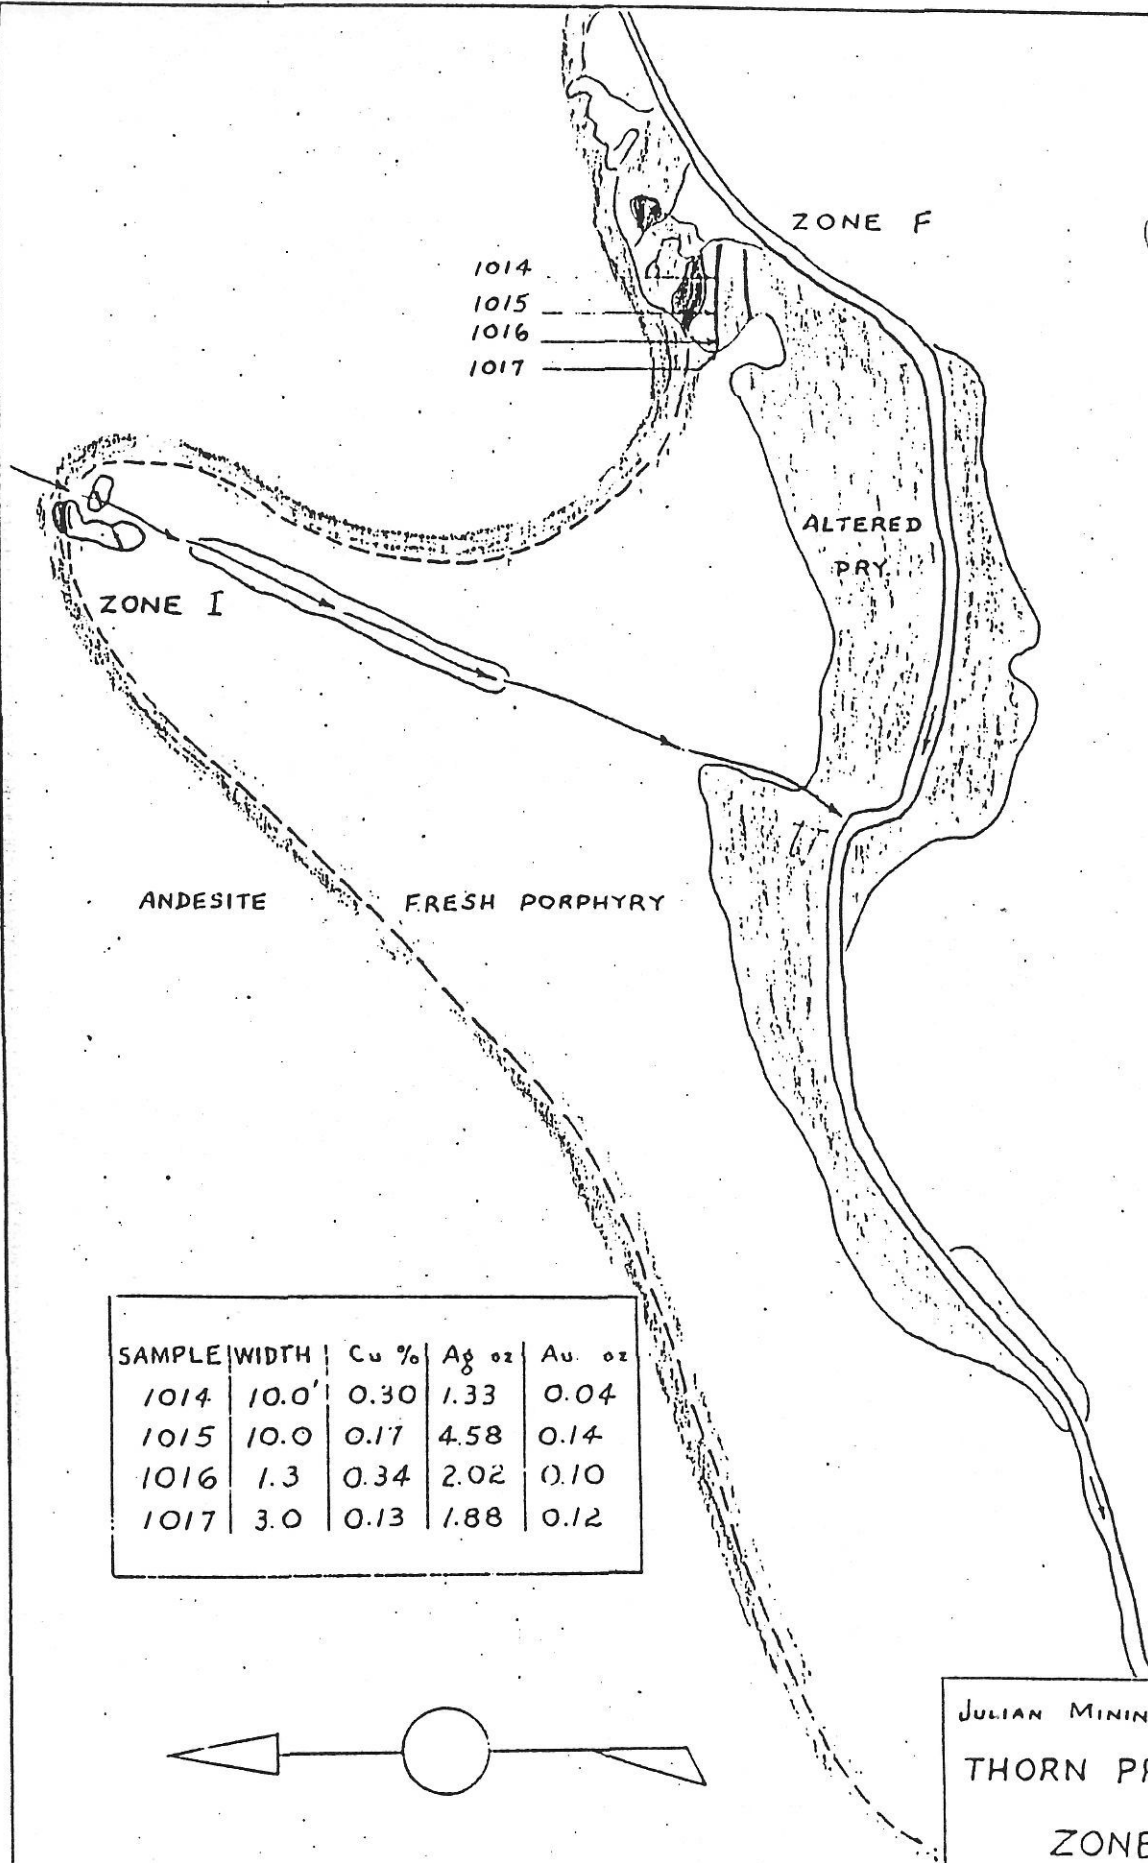 ZONE F
1014
1015
1016
1017
ALTERED
PRY.
ZONE I
ANDESITE
FRESH PORPHYRY
SAMPLE WIDTH Cu % Ag oz Au. oz
1014 10.0' 0.30 1.33 0.04
1015 10.0 0.17 4.58 0.14
1016 1.3 0.34 2.02 0.10
1017 3.0 0.13 1.88 0.12
JULIAN MININ
THORN
ZONE